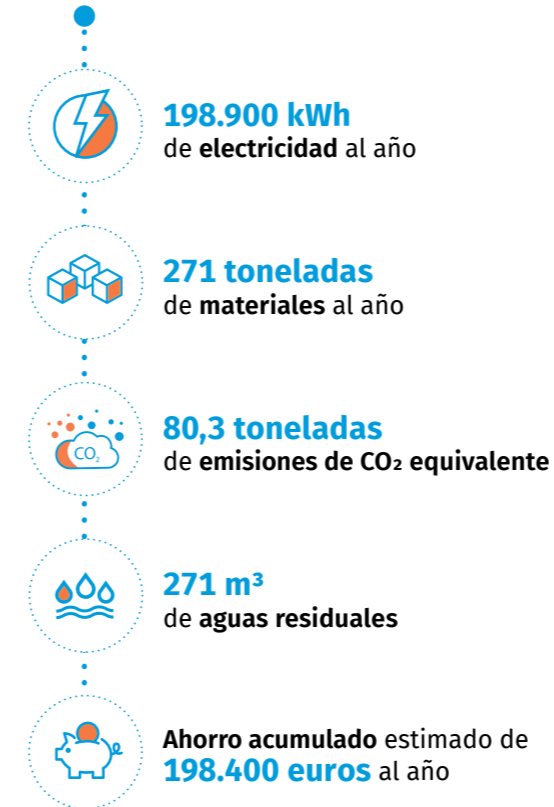 198.900 kWh
de electricidad al año
271 toneladas
de materiales al año
CO₂
80,3 toneladas
de emisiones de CO₂ equivalente
271 m³
de aguas residuales
Ahorro acumulado estimado de
198.400 euros al año